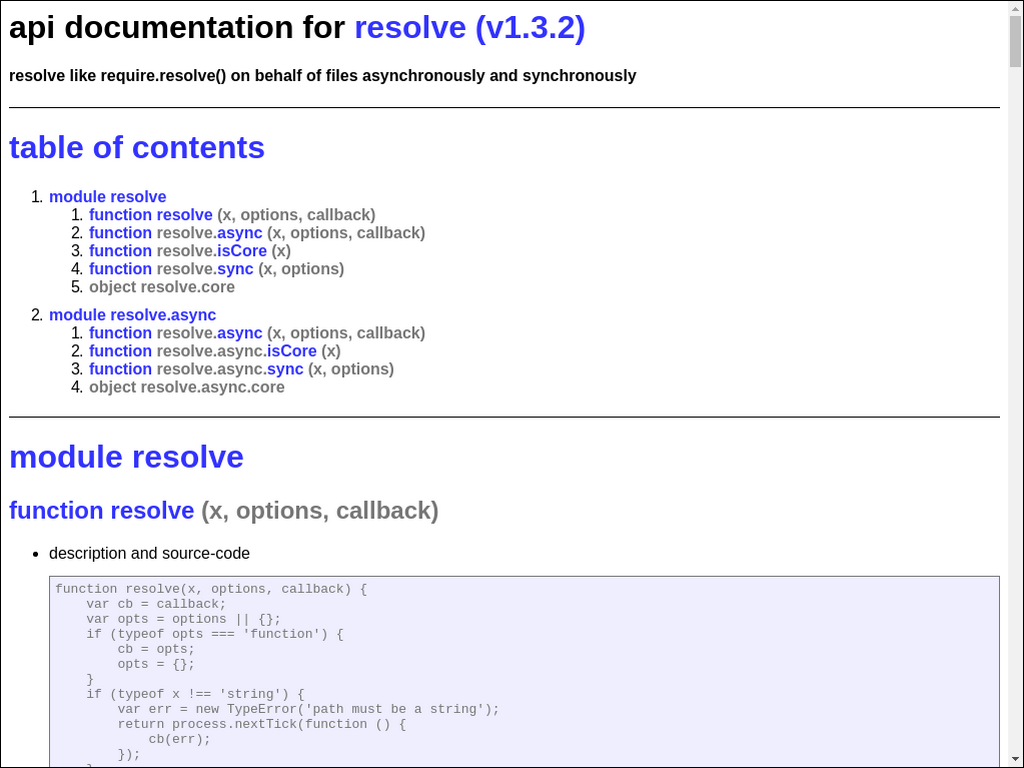 api documentation for resolve (v1.3.2)
resolve like require.resolve() on behalf of files asynchronously and synchronously
table of contents
1. module resolve
1. function resolve (x, options, callback)
2. function resolve.async (x, options, callback)
3. function resolve.isCore (x)
4. function resolve.sync (x, options)
5. object resolve.core
2. module resolve.async
1. function resolve.async (x, options, callback)
2. function resolve.async.isCore (x)
3. function resolve.async.sync (x, options)
4. object resolve.async.core
module resolve
function resolve (x, options, callback)
• description and source-code
function resolve(x, options, callback) {
    var cb = callback;
    var opts = options || {};
    if (typeof opts === 'function') {
        cb = opts;
        opts = {};
    }
    if (typeof x !== 'string') {
        var err = new TypeError('path must be a string');
        return process.nextTick(function () {
            cb(err);
        });